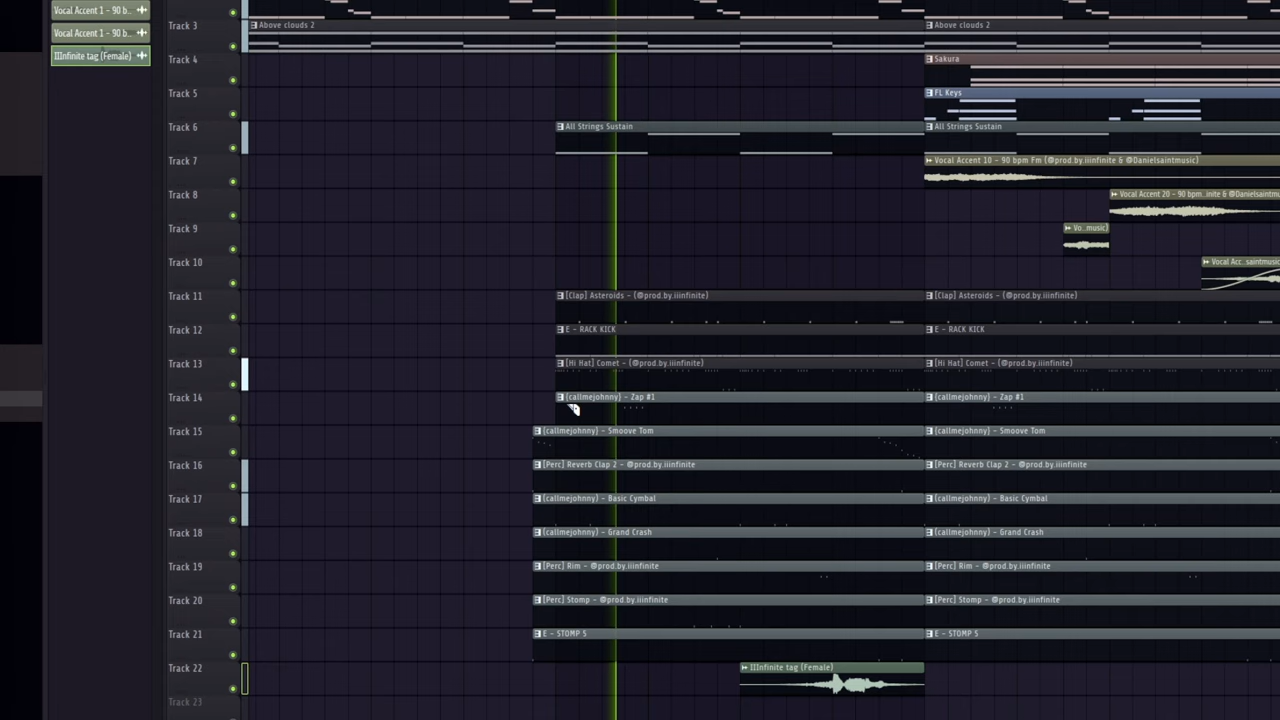 Vocal Accent 1 - 90 b..
Vocal Accent 1 - 90 b..
IIInfinite tag (Female)
Track 3
Above clouds 2
Above clouds 2
Track 4
Sakura
Track 5
FL Keys
Track 6
All Strings Sustain
All Strings Sustain
Track 7
Vocal Accent 10 - 90 bpm Fm (@prod.by.iiinfinite & @Danielsaintmusic)
Track 8
Vocal Accent 20 - 90 bpm..inite & @Danielsaintmu
Track 9
Vo..music)
Track 10
Vocal Acc..saintmusic
Track 11
[Clap] Asteroids - (@prod.by.iiinfinite)
[Clap] Asteroids - (@prod.by.iiinfinite)
Track 12
E - RACK KICK
E - RACK KICK
Track 13
[Hi Hat] Comet - (@prod.by.iiinfinite)
[Hi Hat] Comet - (@prod.by.iiinfinite)
Track 14
(callmejohnny) - Zap #1
(callmejohnny) - Zap #1
Track 15
(callmejohnny) - Smoove Tom
(callmejohnny) - Smoove Tom
Track 16
[Perc] Reverb Clap 2 - @prod.by.iiinfinite
[Perc] Reverb Clap 2 - @prod.by.iiinfinite
Track 17
(callmejohnny) - Basic Cymbal
(callmejohnny) - Basic Cymbal
Track 18
(callmejohnny) - Grand Crash
(callmejohnny) - Grand Crash
Track 19
[Perc] Rim - @prod.by.iiinfinite
[Perc] Rim - @prod.by.iiinfinite
Track 20
[Perc] Stomp - @prod.by.iiinfinite
[Perc] Stomp - @prod.by.iiinfinite
Track 21
E - STOMP 5
E - STOMP 5
Track 22
IIInfinite tag (Female)
Track 23